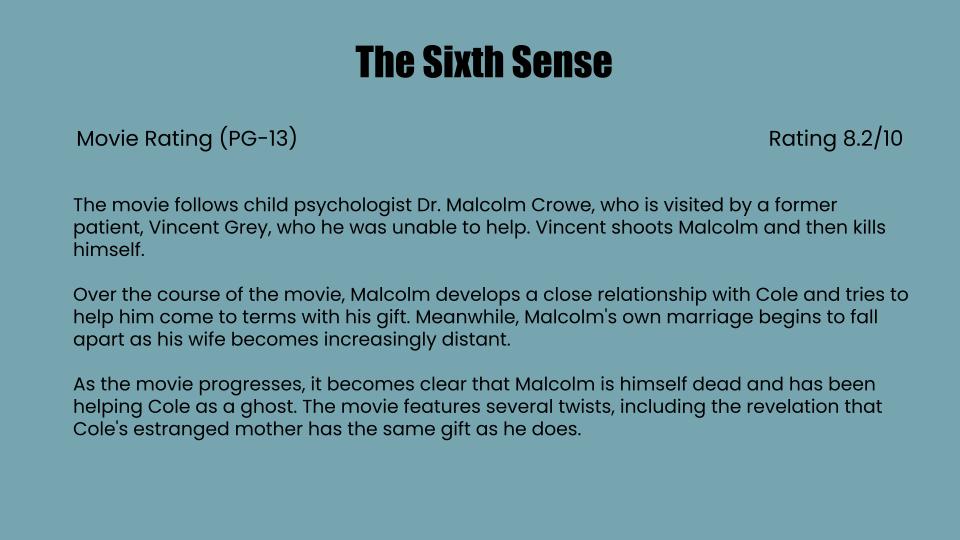 The Sixth Sense
Movie Rating (PG-13)
Rating 8.2/10
The movie follows child psychologist Dr. Malcolm Crowe, who is visited by a former
patient, Vincent Grey, who he was unable to help. Vincent shoots Malcolm and then kills
himself.
Over the course of the movie, Malcolm develops a close relationship with Cole and tries to
help him come to terms with his gift. Meanwhile, Malcolm's own marriage begins to fall
apart as his wife becomes increasingly distant.
As the movie progresses, it becomes clear that Malcolm is himself dead and has been
helping Cole as a ghost. The movie features several twists, including the revelation that
Cole's estranged mother has the same gift as he does.